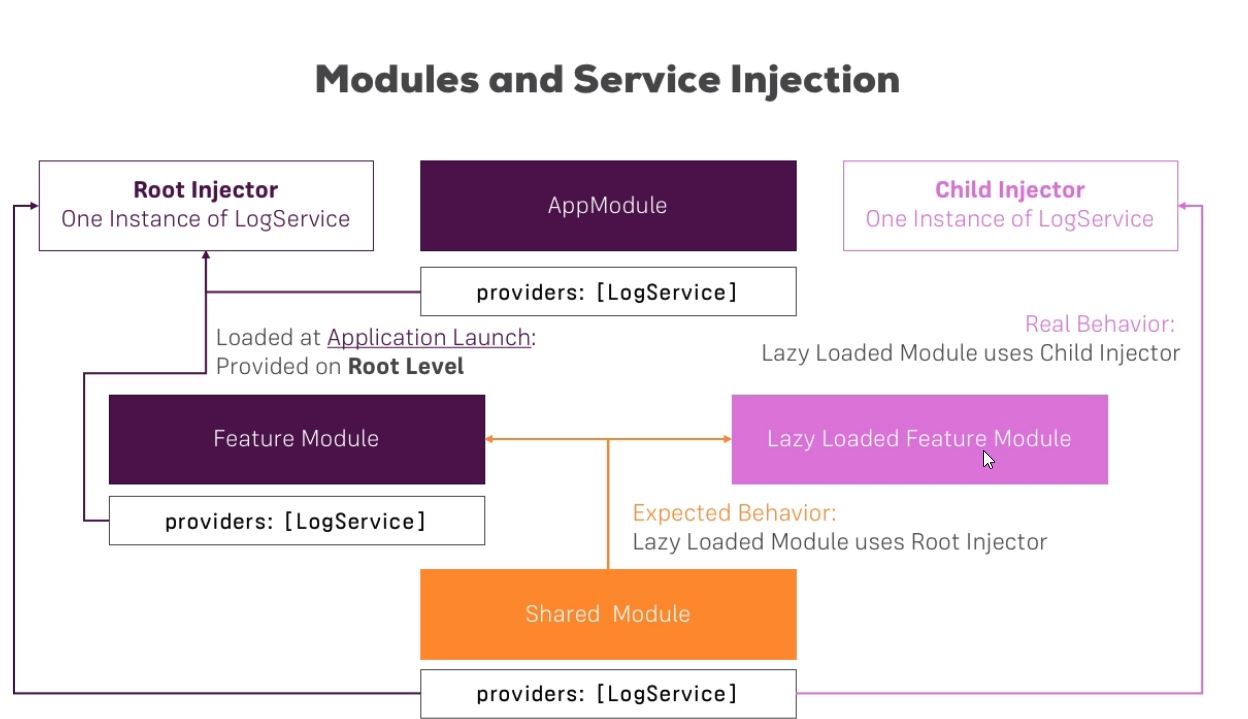 Modules and Service Injection
Root Injector
One Instance of LogService
AppModule
Child Injector
One Instance of LogService
providers: [LogService]
Loaded at Application Launch:
Provided on Root Level
Real Behavior:
Lazy Loaded Module uses Child Injector
Feature Module
Lazy Loaded Feature Module
providers: [LogService]
Expected Behavior:
Lazy Loaded Module uses Root Injector
Shared  Module
providers: [LogService]